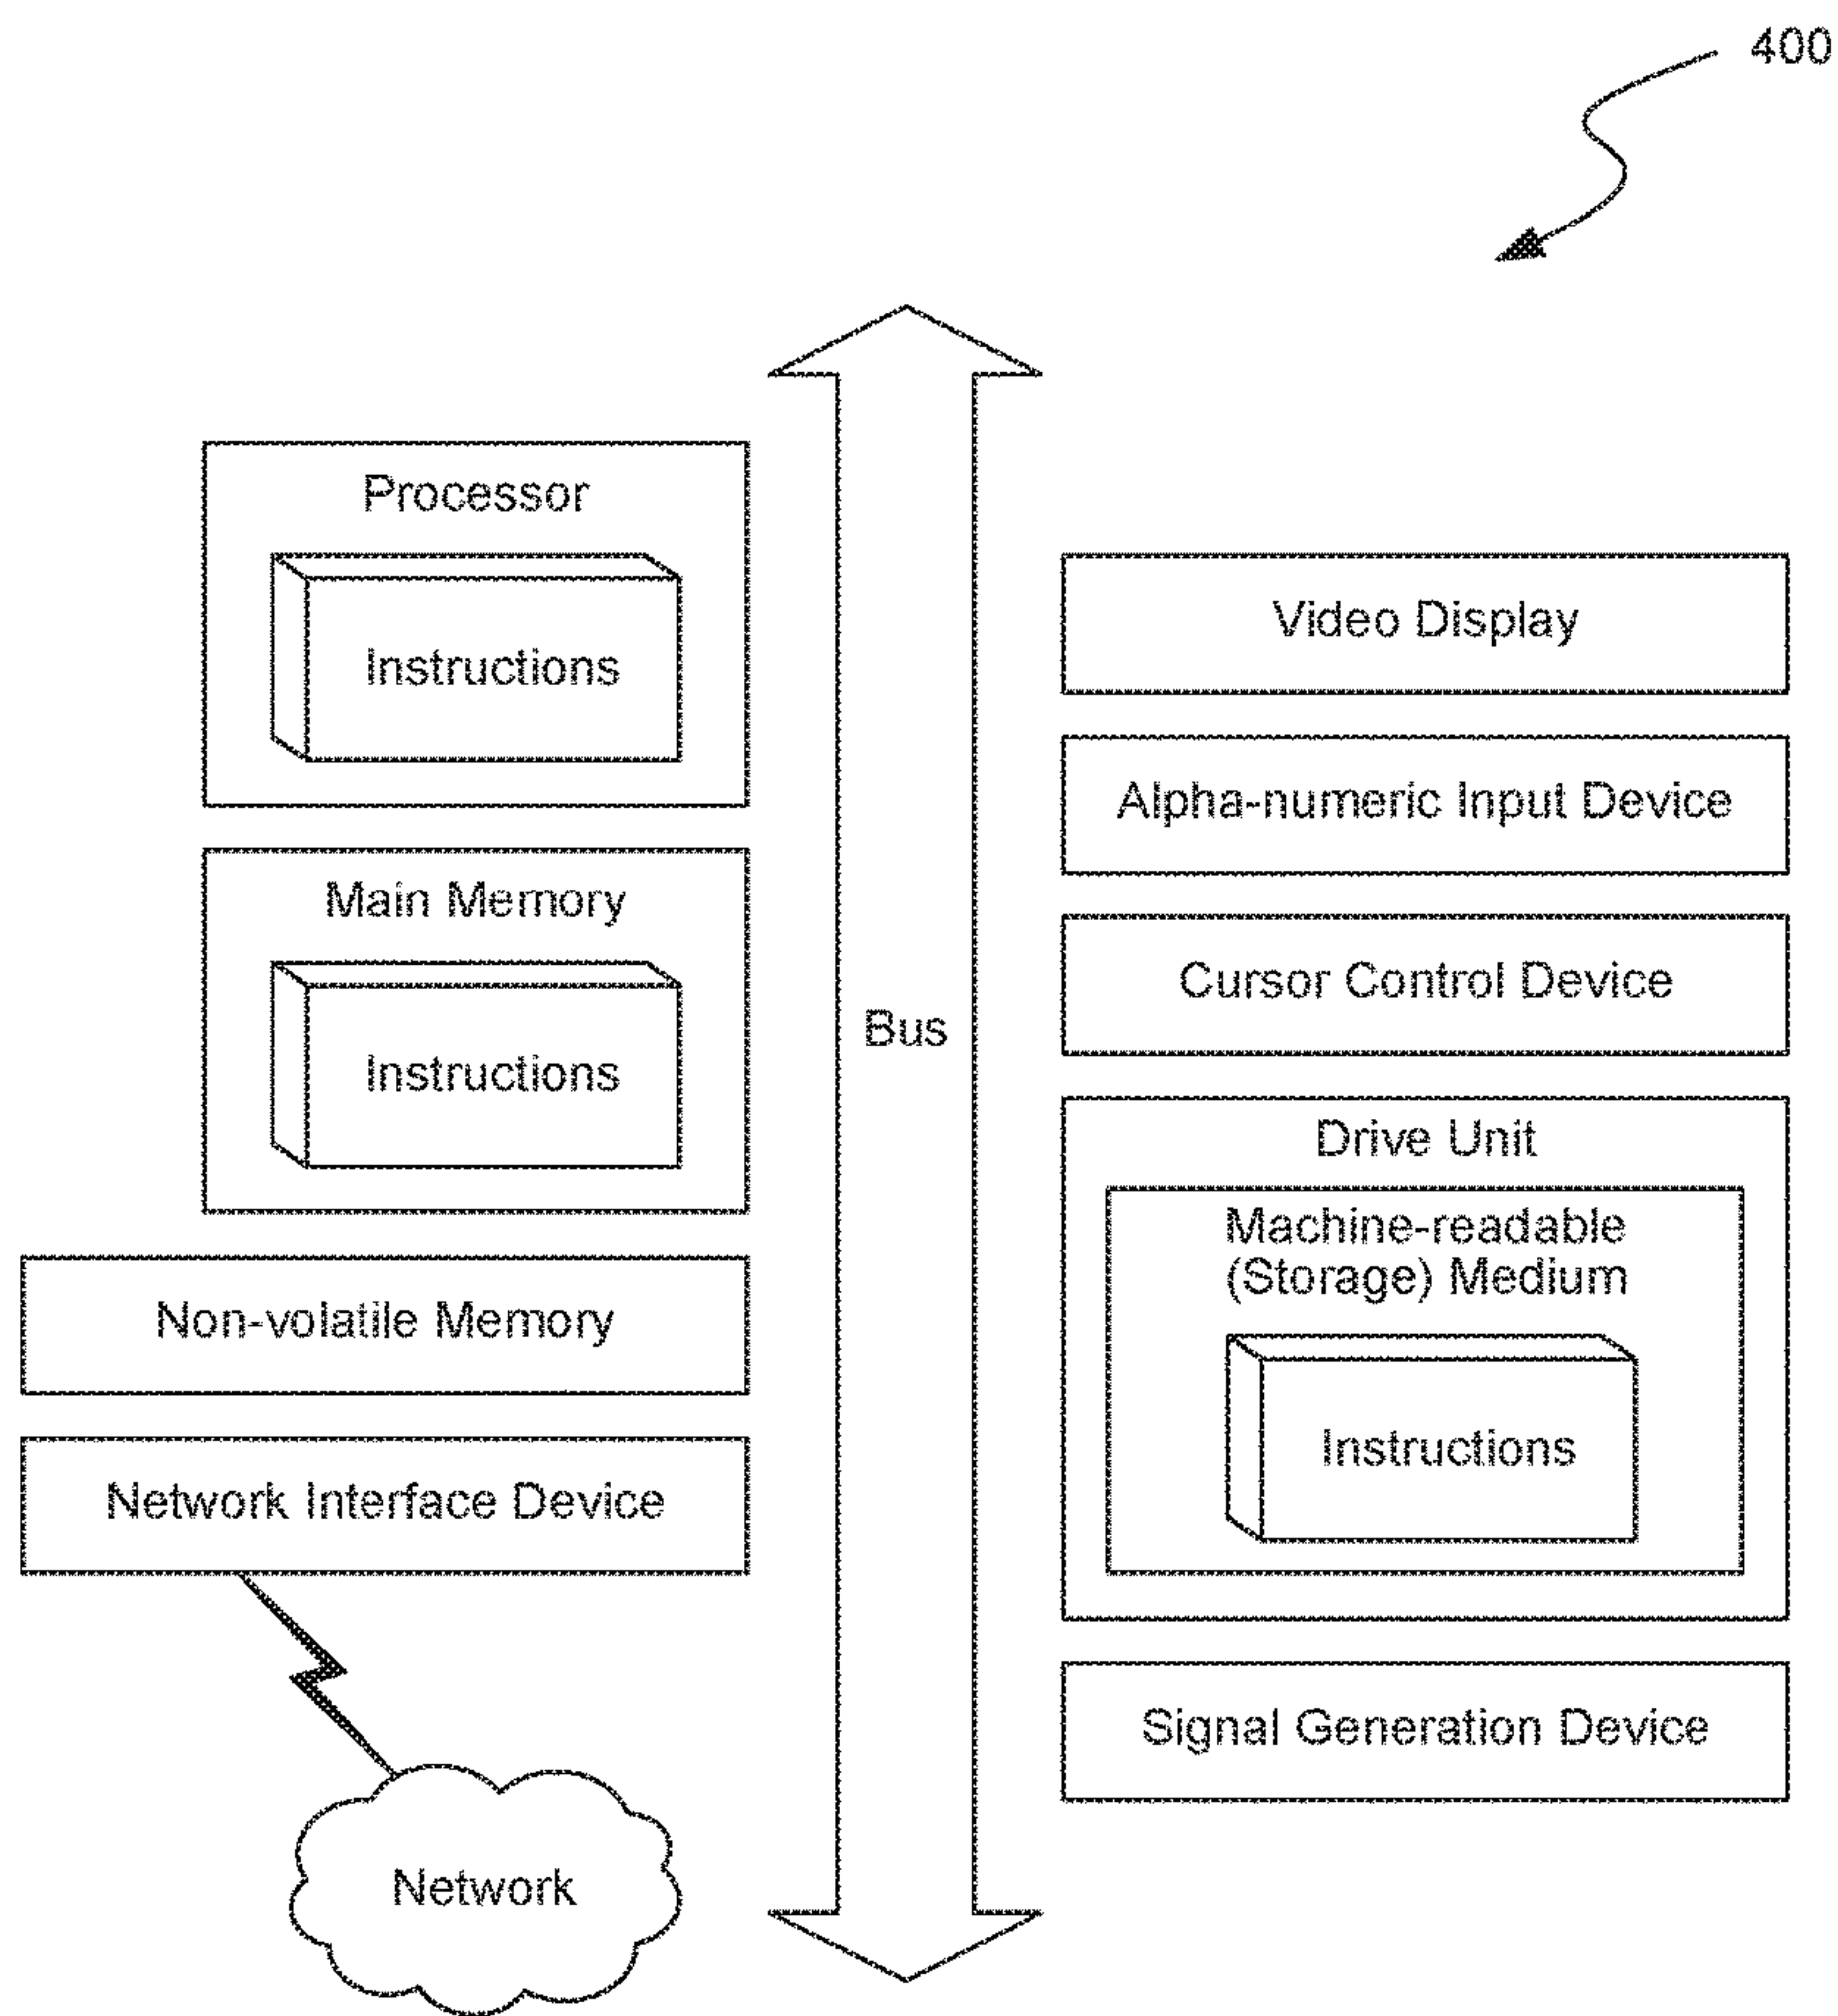 400
Processor
Instructions
Main Memory
Instructions
Non-volatile Memory
Network Interface Device
Network
Bus
Video Display
Alpha-numeric Input Device
Cursor Control Device
Drive Unit
Machine-readable
(Storage) Medium
Instructions
Signal Generation Device